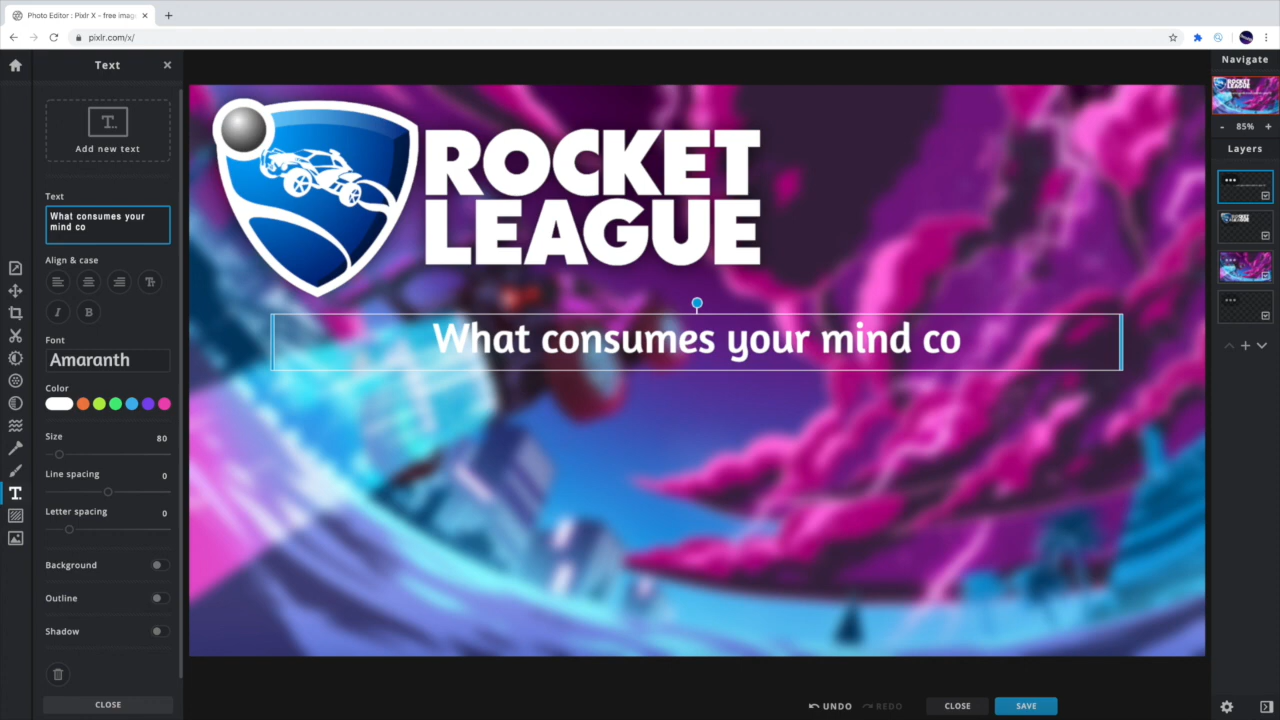 Photo Editor : Pixlr X - free imag
pixlr.com/x/
Text
Navigate
T..
Add new text
Text
What consumes your
mind co
Align & case
I B
Font
Amaranth
Color
Size 80
Line spacing 0
Letter spacing 0
Background
Outline
Shadow
CLOSE
ROCKET
LEAGUE
What consumes your mind co
UNDO
REDO
CLOSE
SAVE
- 85% +
Layers